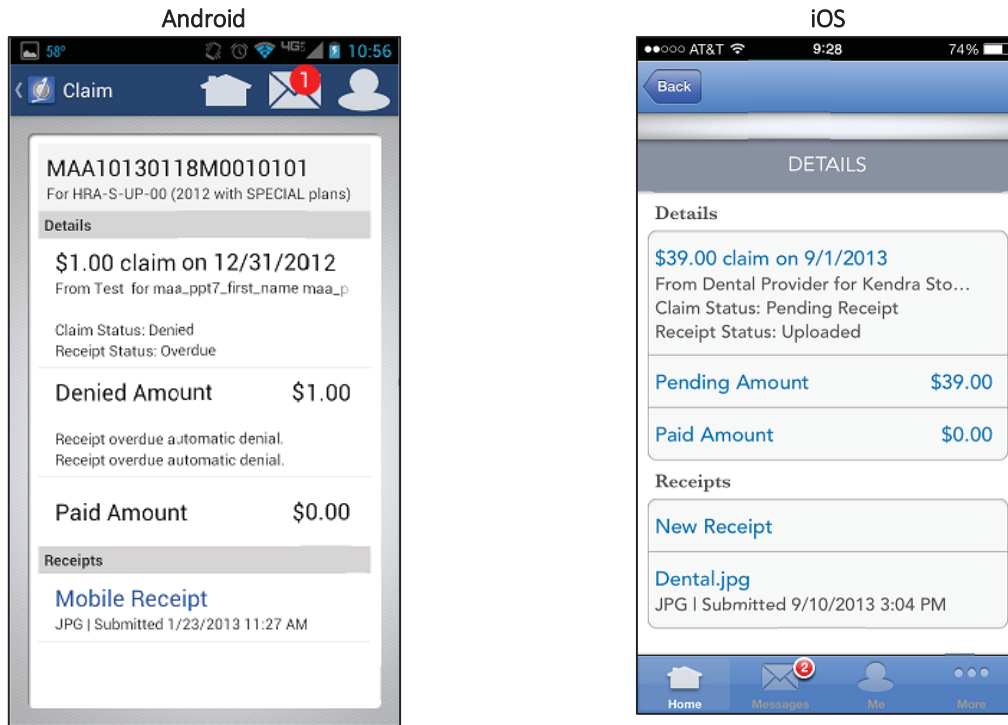 Android
58° 4G 10:56
Claim 1
MAA10130118M0010101
For HRA-S-UP-00 (2012 with SPECIAL plans)
Details
$1.00 claim on 12/31/2012
From Test for maa_ppt7_first_name maa_p
Claim Status: Denied
Receipt Status: Overdue
Denied Amount $1.00
Receipt overdue automatic denial.
Receipt overdue automatic denial.
Paid Amount $0.00
Receipts
Mobile Receipt
JPG | Submitted 1/23/2013 11:27 AM
iOS
AT&T 9:28 74%
Back
DETAILS
Details
$39.00 claim on 9/1/2013
From Dental Provider for Kendra Sto...
Claim Status: Pending Receipt
Receipt Status: Uploaded
Pending Amount $39.00
Paid Amount $0.00
Receipts
New Receipt
Dental.jpg
JPG | Submitted 9/10/2013 3:04 PM
2
Home Messages Me More